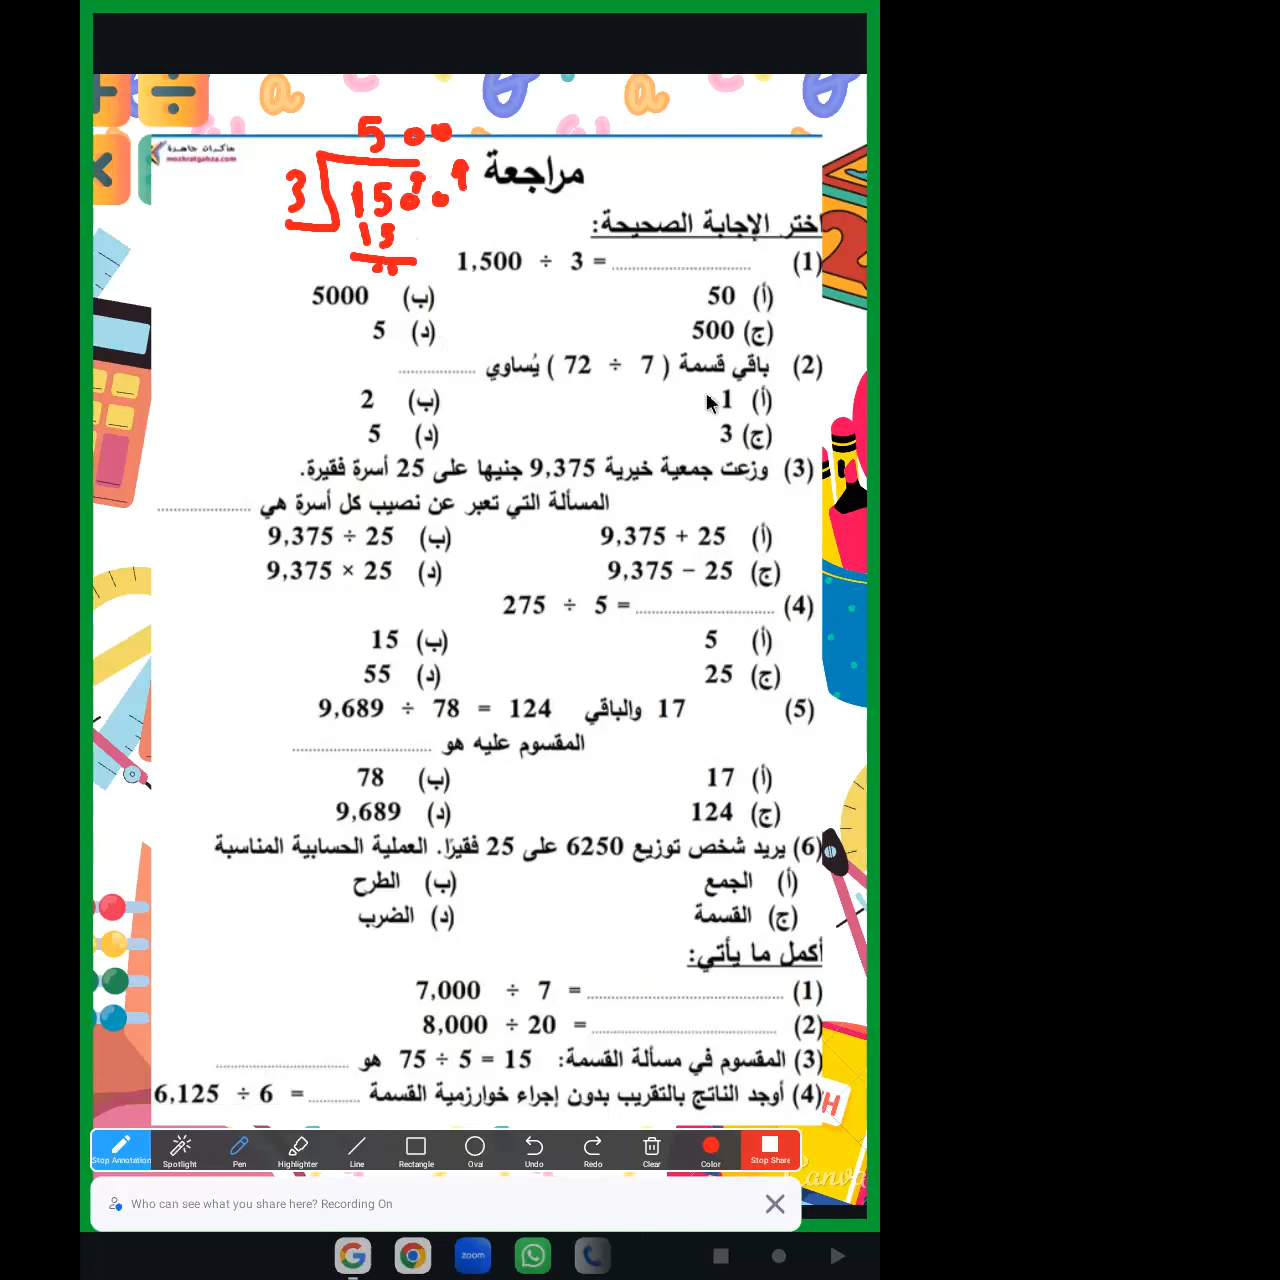 مذكرات جاهزة
mozkratgahza.com
500
3 1500
15
00
مراجعة
اختر الإجابة الصحيحة:
(1) 1,500 ÷ 3 = ..............................
(أ) 50 (ب) 5000
(ج) 500 (د) 5
(2) باقي قسمة ( 7 ÷ 72 ) يُساوي ................
(أ) 1 (ب) 2
(ج) 3 (د) 5
(3) وزعت جمعية خيرية 9,375 جنيها على 25 أسرة فقيرة.
المسألة التي تعبر عن نصيب كل أسرة هي ....................
(أ) 9,375 + 25 (ب) 9,375 ÷ 25
(ج) 9,375 − 25 (د) 9,375 × 25
(4) 275 ÷ 5 = ..............................
(أ) 5 (ب) 15
(ج) 25 (د) 55
(5) 9,689 ÷ 78 = 124 والباقي 17
المقسوم عليه هو ..............................
(أ) 17 (ب) 78
(ج) 124 (د) 9,689
(6) يريد شخص توزيع 6250 على 25 فقيرًا. العملية الحسابية المناسبة
(أ) الجمع (ب) الطرح
(ج) القسمة (د) الضرب
أكمل ما يأتي:
(1) 7,000 ÷ 7 = ..............................
(2) 8,000 ÷ 20 = ..............................
(3) المقسوم في مسألة القسمة: 75 ÷ 5 = 15 هو ....................
(4) أوجد الناتج بالتقريب بدون إجراء خوارزمية القسمة ............ = 6,125 ÷ 6
Stop Annotation Spotlight Pen Highlighter Line Rectangle Oval Undo Redo Clear Color Stop Share
Who can see what you share here? Recording On
zoom